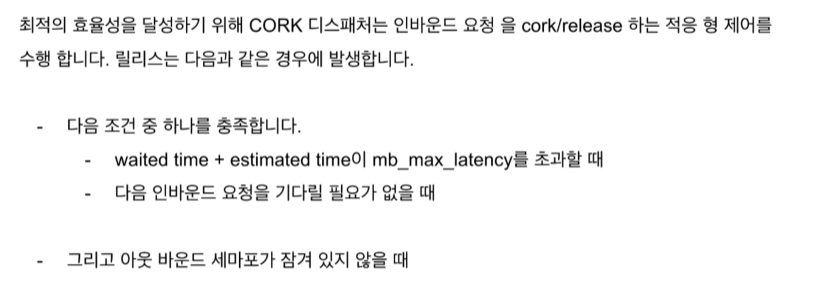 최적의 효율성을 달성하기 위해 CORK 디스패처는 인바운드 요청 을 cork/release 하는 적응 형 제어를
수행 합니다. 릴리스는 다음과 같은 경우에 발생합니다.
- 다음 조건 중 하나를 충족합니다.
- waited time + estimated time이 mb_max_latency를 초과할 때
- 다음 인바운드 요청을 기다릴 필요가 없을 때
- 그리고 아웃 바운드 세마포가 잠겨 있지 않을 때